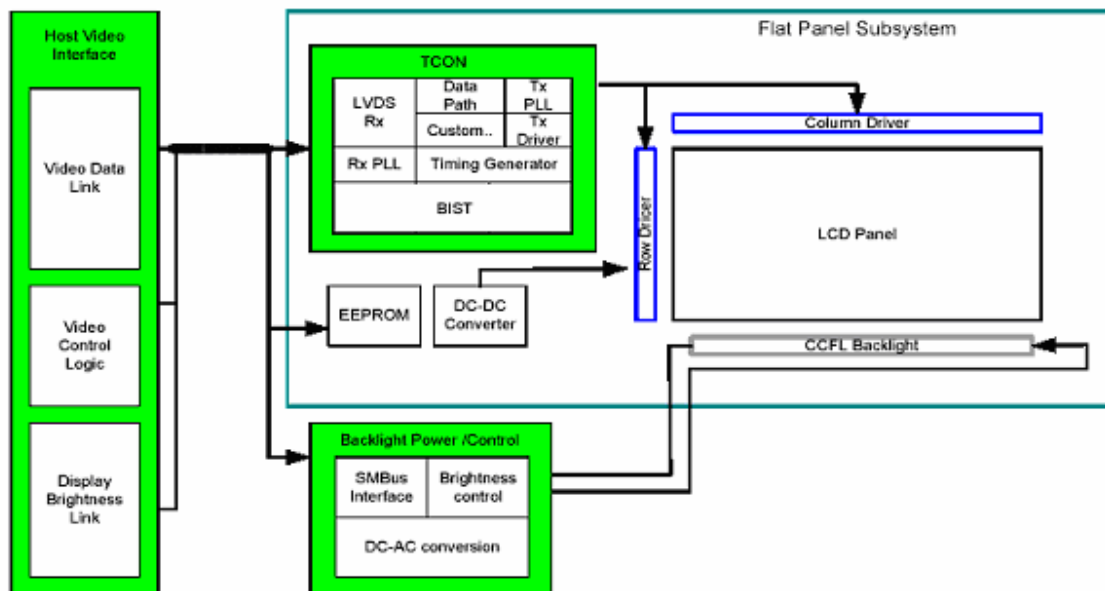 Host Video
Interface
Video Data
Link
Video
Control
Logic
Display
Brightness
Link
Flat Panel Subsystem
TCON
LVDS
Rx
Data
Path
Tx
PLL
Custom..
Tx
Driver
Rx PLL
Timing Generator
BIST
EEPROM
DC-DC
Converter
Row Dricer
Column Driver
LCD Panel
CCFL Backlight
Backlight Power /Control
SMBus
Interface
Brightness
control
DC-AC conversion